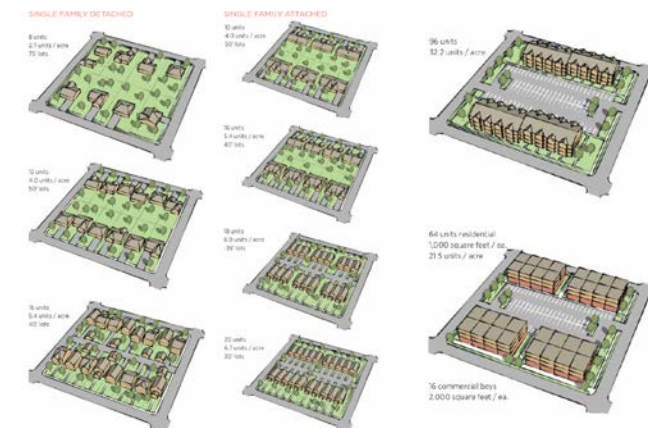 SINGLE FAMILY DETACHED
8 units
2.7 units / acre
75' lots
12 units
4.0 units / acre
50' lots
16 units
5.4 units / acre
40' lots
SINGLE FAMILY ATTACHED
12 units
4.0 units / acre
50' lots
16 units
5.4 units / acre
40' lots
18 units
6.0 units / acre
lots
20 units
6.7 units / acre
30' lots
96 units
32.2 units / acre
64 units residential
1,000 square feet / ea.
21.5 units / acre
16 commercial bays
2,000 square feet / ea.